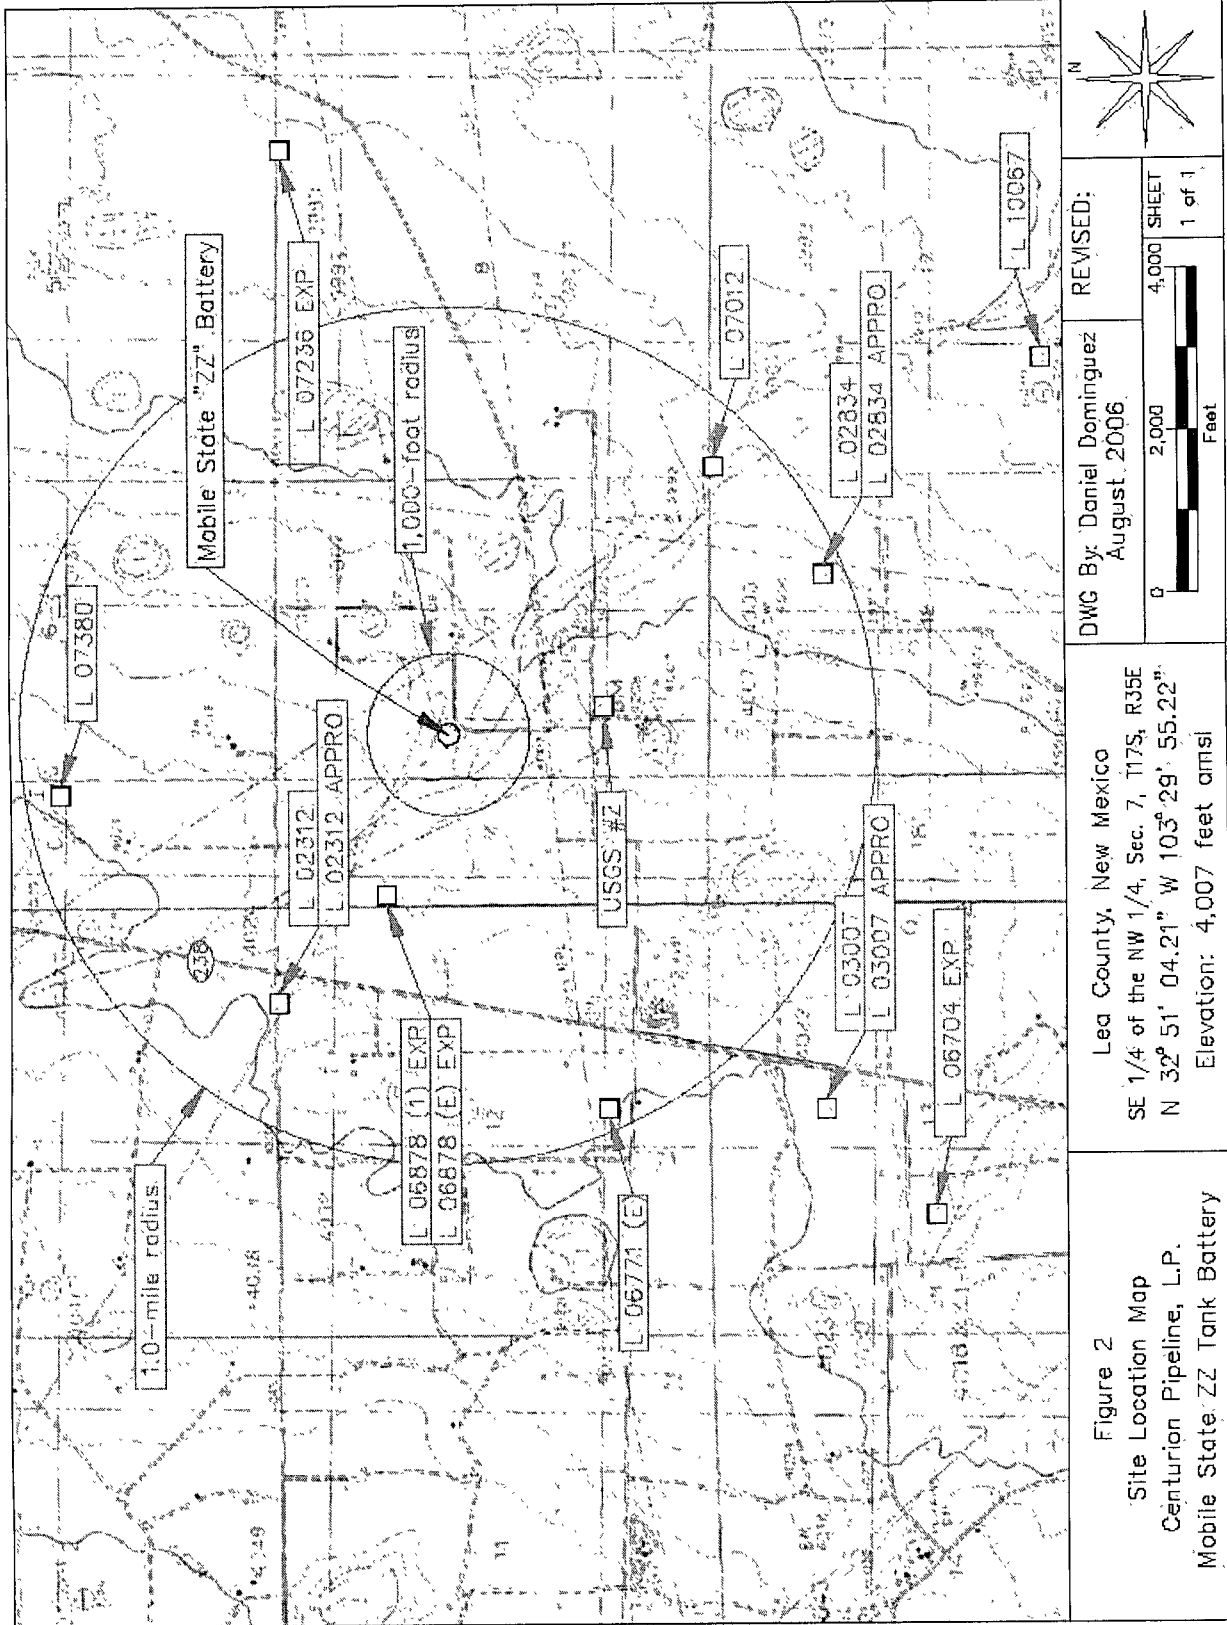 L 07380
Mobile State "ZZ" Battery
L 07236 EXP
1,000-foot radius
L 02312
L 02312 APPRO
238
1.0-mile radius
L 06878 (1) EXP
L 06878 (E) EXP
USGS #2
L 07012
L 06771 (E)
L 02834
L 02834 APPRO
L 03007
L 03007 APPRO
L 06704 EXP
L 10067
12
11
4038
4049
Figure 2
Site Location Map
Centurion Pipeline, L.P.
Mobile State ZZ Tank Battery
Lea County, New Mexico
SE 1/4 of the NW 1/4, Sec. 7, T17S, R35E
N 32° 51' 04.21" W 103° 29' 55.22"
Elevation: 4,007 feet amsl
DWG By: Daniel Dominguez
August 2006
REVISED:
0 2,000 4,000
Feet
SHEET
1 of 1
N